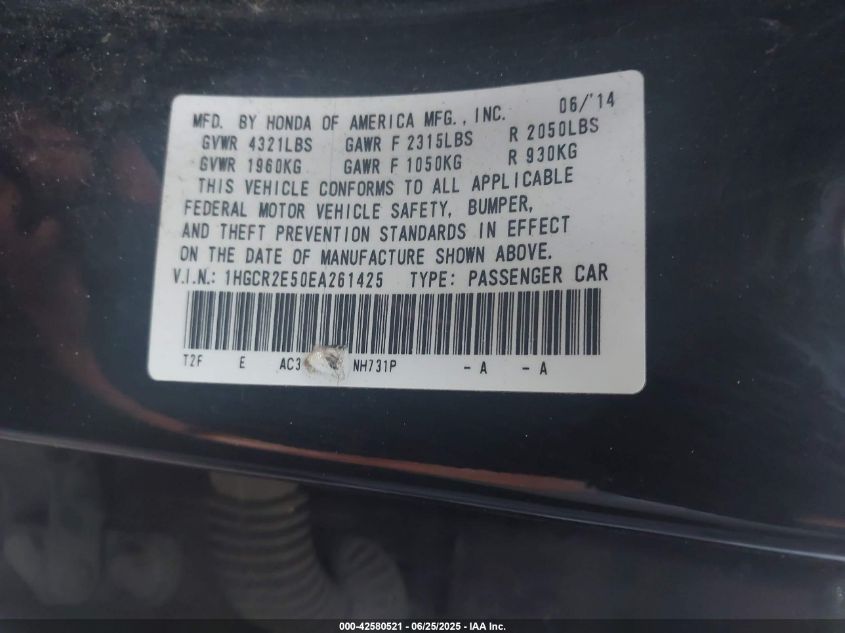 06/'14
MFD. BY HONDA OF AMERICA MFG., INC.
GVWR 4321LBS GAWR F 2315LBS R 2050LBS
GVWR 1960KG GAWR F 1050KG R 930KG
THIS VEHICLE CONFORMS TO ALL APPLICABLE
FEDERAL MOTOR VEHICLE SAFETY, BUMPER,
AND THEFT PREVENTION STANDARDS IN EFFECT
ON THE DATE OF MANUFACTURE SHOWN ABOVE.
V.I.N.: 1HGCR2E50EA261425 TYPE: PASSENGER CAR
T2F E AC3 NH731P - A - A
000-42580521 - 06/25/2025 - IAA Inc.